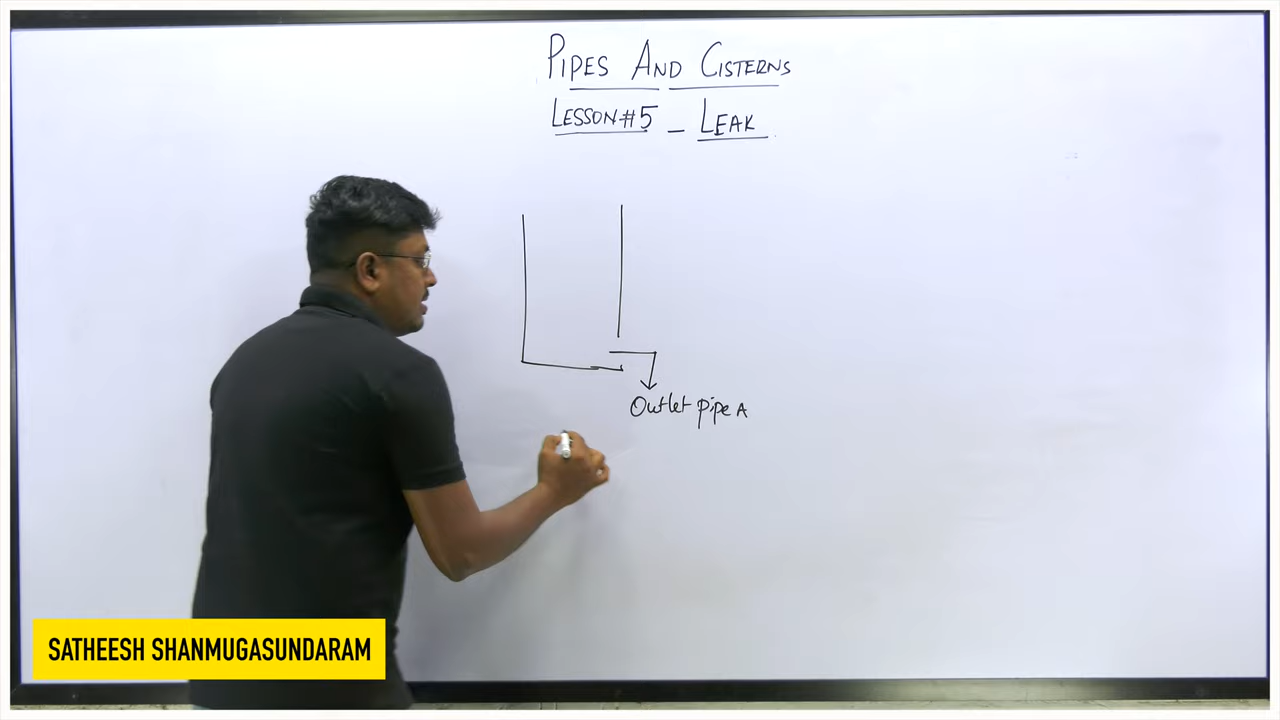 PIPES AND CISTERNS
LESSON#5 - LEAK
Outlet pipe A
SATHEESH SHANMUGASUNDARAM